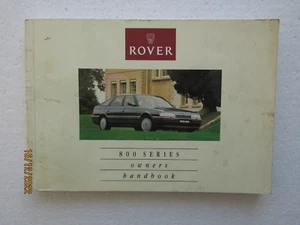 ROVER
800 SERIES
owners
handbook